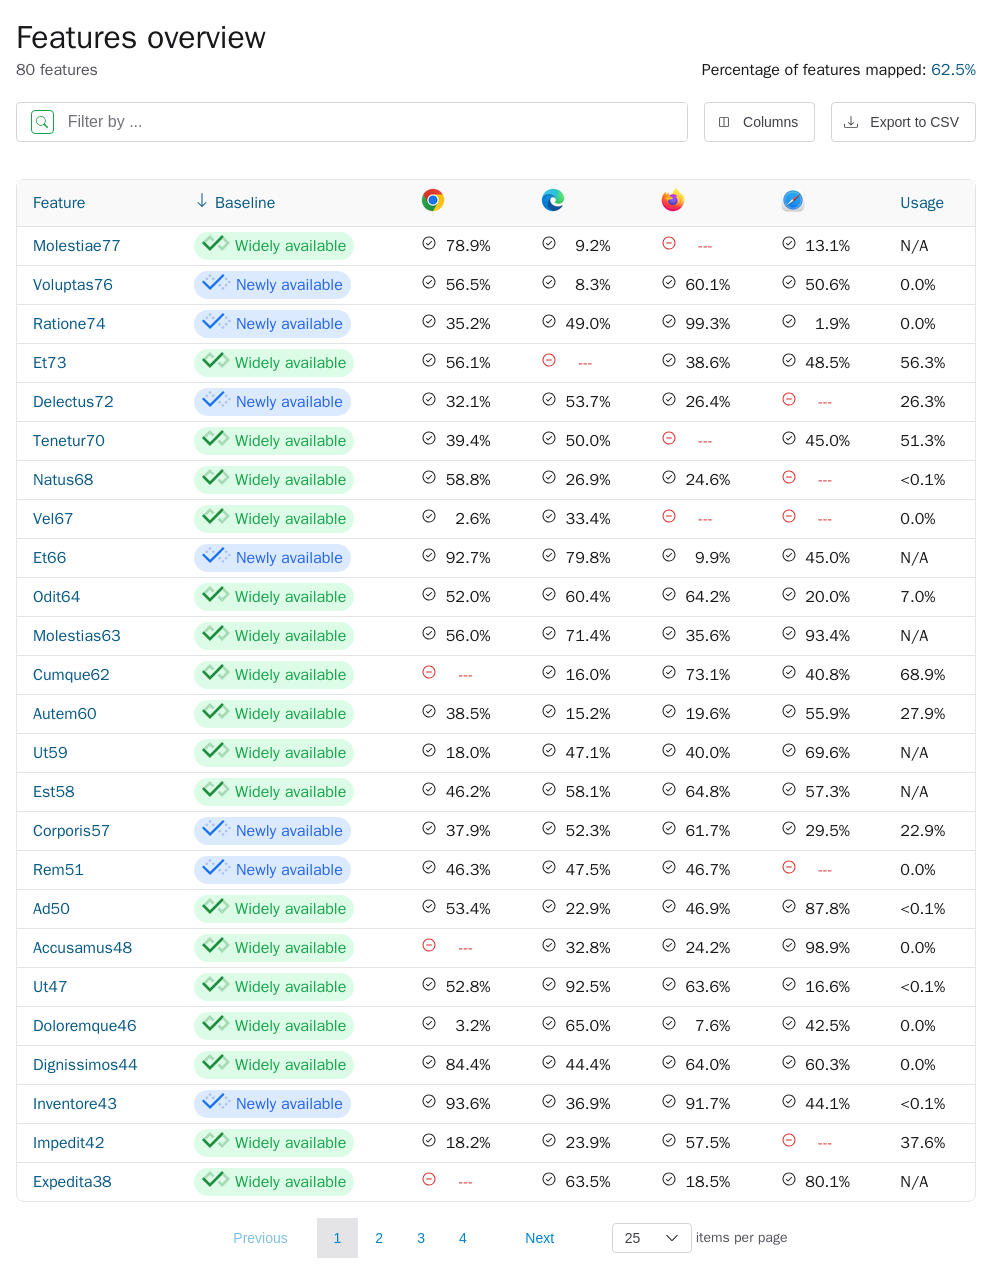 Features overview
80 features
Percentage of features mapped: 62.5%
Filter by ...
Columns
Export to CSV
Feature Baseline Usage
Molestiae77 Widely available 78.9% 9.2% --- 13.1% N/A
Voluptas76 Newly available 56.5% 8.3% 60.1% 50.6% 0.0%
Ratione74 Newly available 35.2% 49.0% 99.3% 1.9% 0.0%
Et73 Widely available 56.1% --- 38.6% 48.5% 56.3%
Delectus72 Newly available 32.1% 53.7% 26.4% --- 26.3%
Tenetur70 Widely available 39.4% 50.0% --- 45.0% 51.3%
Natus68 Widely available 58.8% 26.9% 24.6% --- <0.1%
Vel67 Widely available 2.6% 33.4% --- --- 0.0%
Et66 Newly available 92.7% 79.8% 9.9% 45.0% N/A
Odit64 Widely available 52.0% 60.4% 64.2% 20.0% 7.0%
Molestias63 Widely available 56.0% 71.4% 35.6% 93.4% N/A
Cumque62 Widely available --- 16.0% 73.1% 40.8% 68.9%
Autem60 Widely available 38.5% 15.2% 19.6% 55.9% 27.9%
Ut59 Widely available 18.0% 47.1% 40.0% 69.6% N/A
Est58 Widely available 46.2% 58.1% 64.8% 57.3% N/A
Corporis57 Newly available 37.9% 52.3% 61.7% 29.5% 22.9%
Rem51 Newly available 46.3% 47.5% 46.7% --- 0.0%
Ad50 Widely available 53.4% 22.9% 46.9% 87.8% <0.1%
Accusamus48 Widely available --- 32.8% 24.2% 98.9% 0.0%
Ut47 Widely available 52.8% 92.5% 63.6% 16.6% <0.1%
Doloremque46 Widely available 3.2% 65.0% 7.6% 42.5% 0.0%
Dignissimos44 Widely available 84.4% 44.4% 64.0% 60.3% 0.0%
Inventore43 Newly available 93.6% 36.9% 91.7% 44.1% <0.1%
Impedit42 Widely available 18.2% 23.9% 57.5% --- 37.6%
Expedita38 Widely available --- 63.5% 18.5% 80.1% N/A
Previous 1 2 3 4 Next 25 items per page